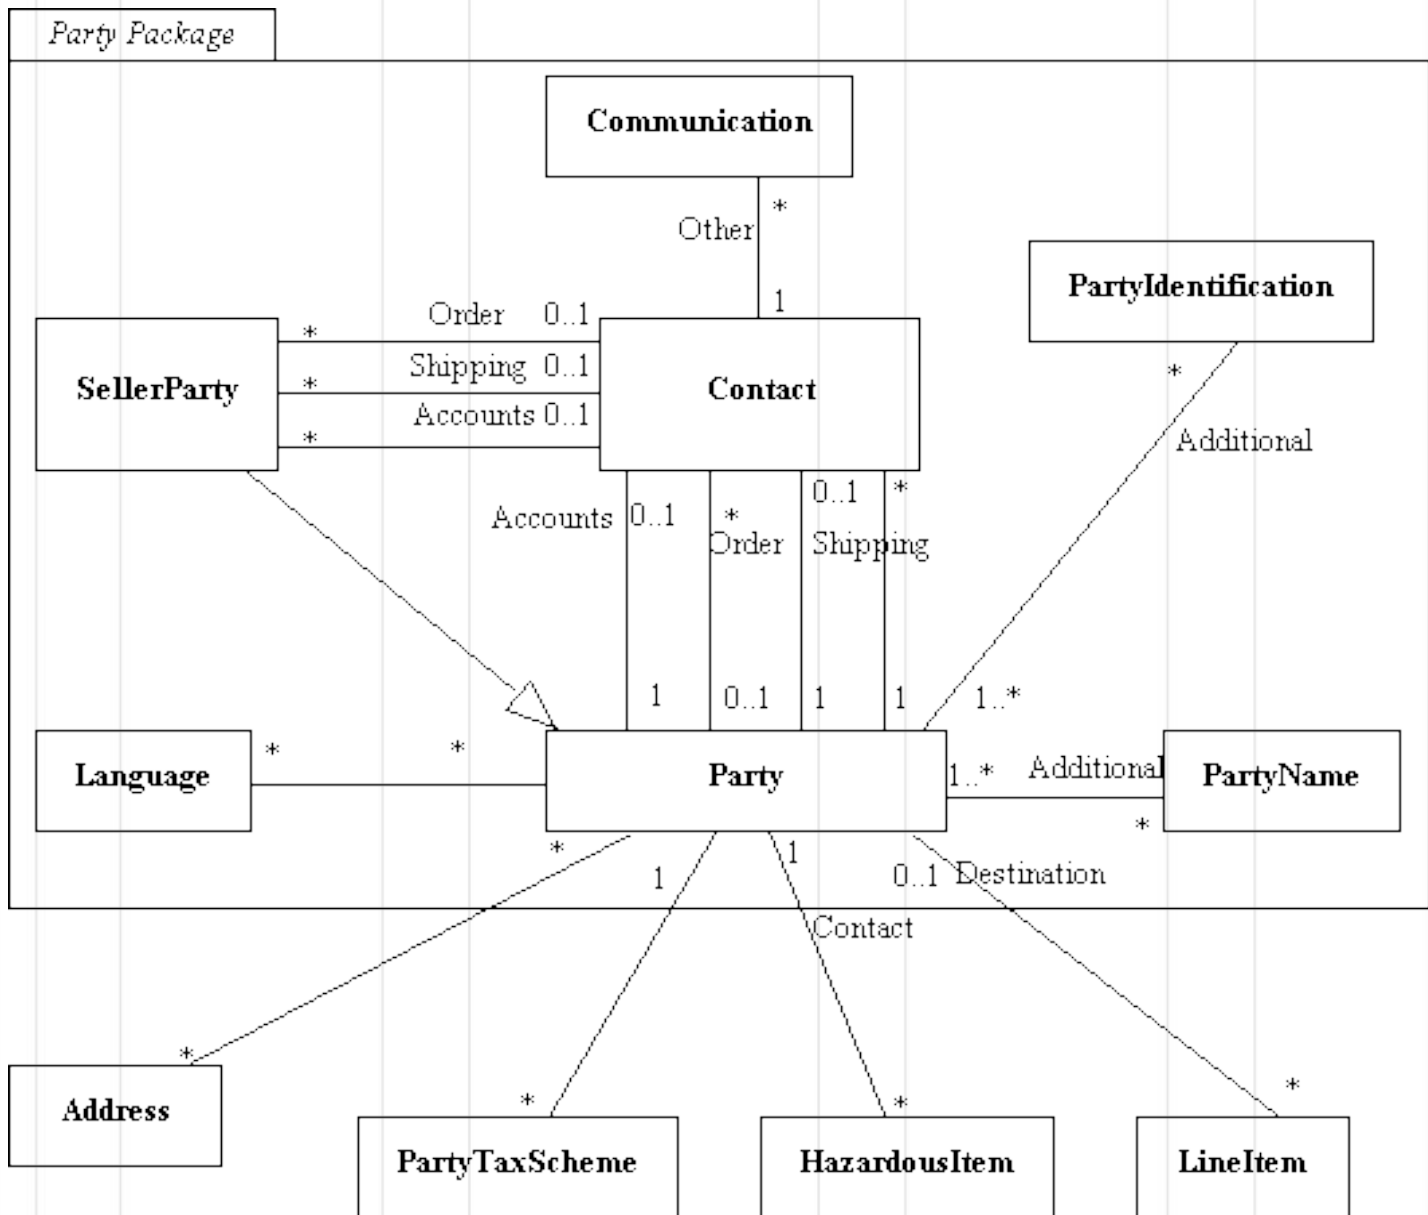 Party Package
Communication
*
Other
1
PartyIdentification
*
Additional
Order 0..1
*
Shipping 0..1
*
Accounts 0..1
*
SellerParty
Contact
0..1 *
Accounts 0..1 *
Order Shipping
1 0..1 1 1 1..*
* *
Language
Party
1..* Additional
*
PartyName
* 1 1 0..1 Destination
Contact
*
Address
*
PartyTaxScheme
*
HazardousItem
*
LineItem